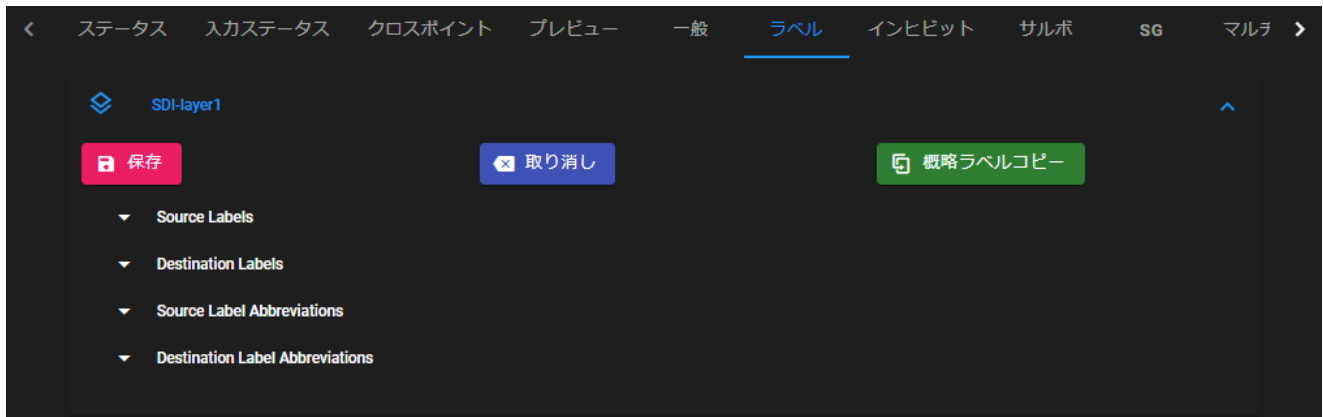 ステータス 入力ステータス クロスポイント プレビュー 一般 ラベル インヒビット サルボ SG マルチ
SDI-layer1
保存 取り消し 概略ラベルコピー
Source Labels
Destination Labels
Source Label Abbreviations
Destination Label Abbreviations